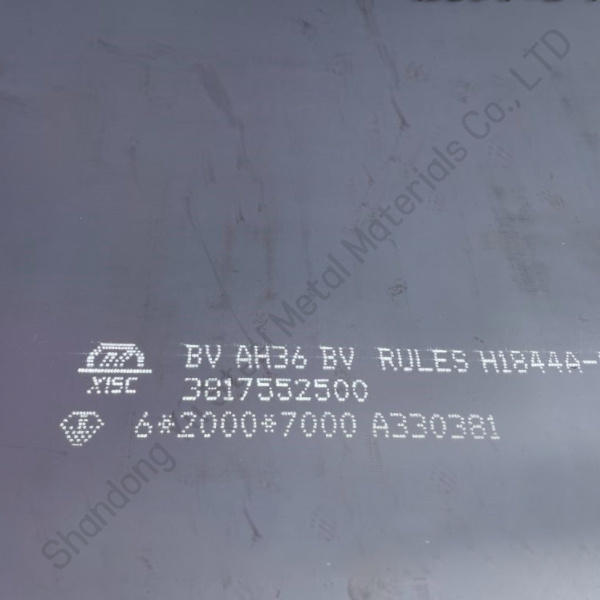 BV AH36 BV RULES H1844A-
XISC
3817552500
6*2000*7000 A330381
Shandong Metal Materials Co., LTD